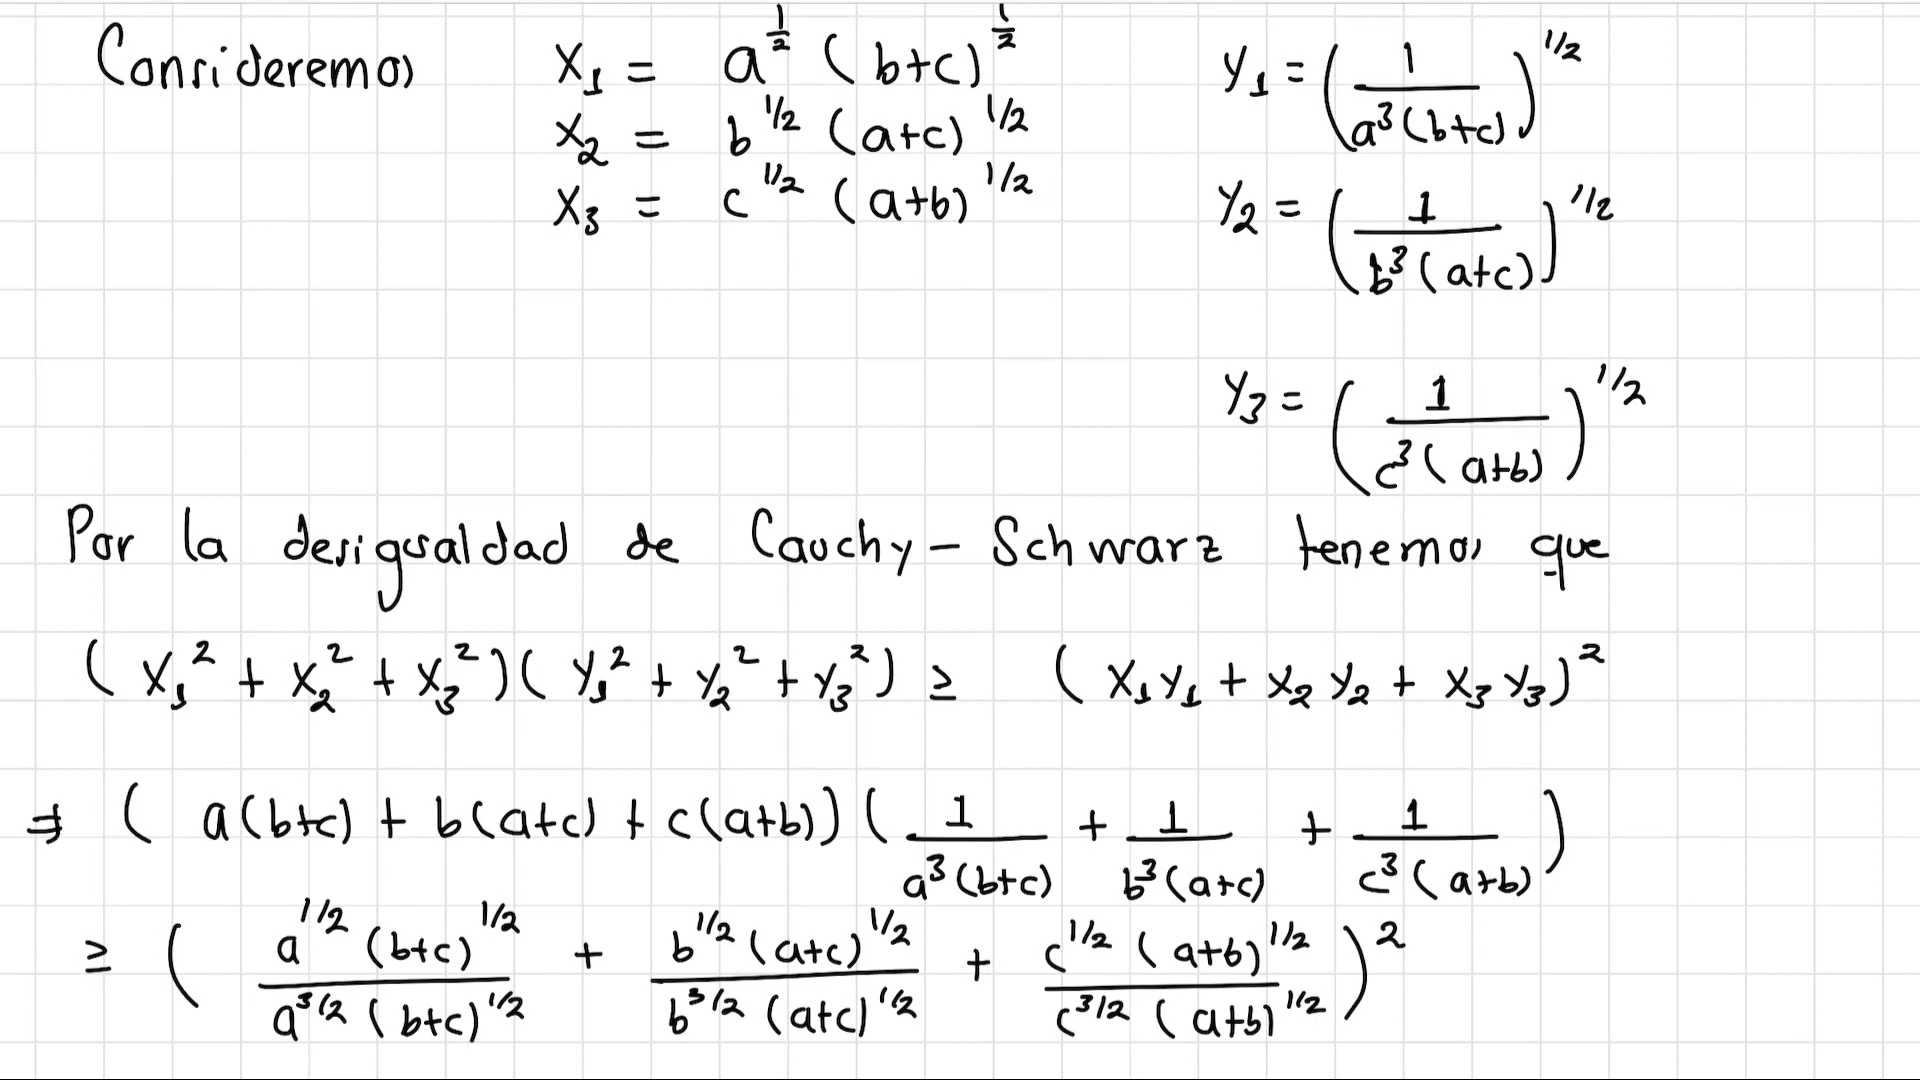 Consideremos x₁ = a^{1/2} (b+c)^{1/2} y₁ = (1/(a³(b+c)))^{1/2}
x₂ = b^{1/2} (a+c)^{1/2}
x₃ = c^{1/2} (a+b)^{1/2} y₂ = (1/(b³(a+c)))^{1/2}
y₃ = (1/(c³(a+b)))^{1/2}
Por la desigualdad de Cauchy-Schwarz tenemos que
(x₁² + x₂² + x₃²)(y₁² + y₂² + y₃²) ≥ (x₁y₁ + x₂y₂ + x₃y₃)²
⇒ (a(b+c) + b(a+c) + c(a+b))(1/(a³(b+c)) + 1/(b³(a+c)) + 1/(c³(a+b)))
≥ ((a^{1/2} (b+c)^{1/2})/(a^{3/2} (b+c)^{1/2}) + (b^{1/2} (a+c)^{1/2})/(b^{3/2} (a+c)^{1/2}) + (c^{1/2} (a+b)^{1/2})/(c^{3/2} (a+b)^{1/2}))²